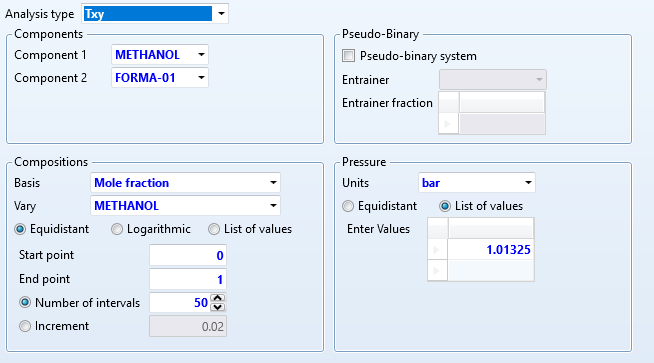 Analysis type Txy
Components
Component 1 METHANOL
Component 2 FORMA-01
Pseudo-Binary
Pseudo-binary system
Entrainer
Entrainer fraction
Compositions
Basis Mole fraction
Vary METHANOL
Equidistant Logarithmic List of values
Start point 0
End point 1
Number of intervals 50
Increment 0.02
Pressure
Units bar
Equidistant List of values
Enter Values
1.01325